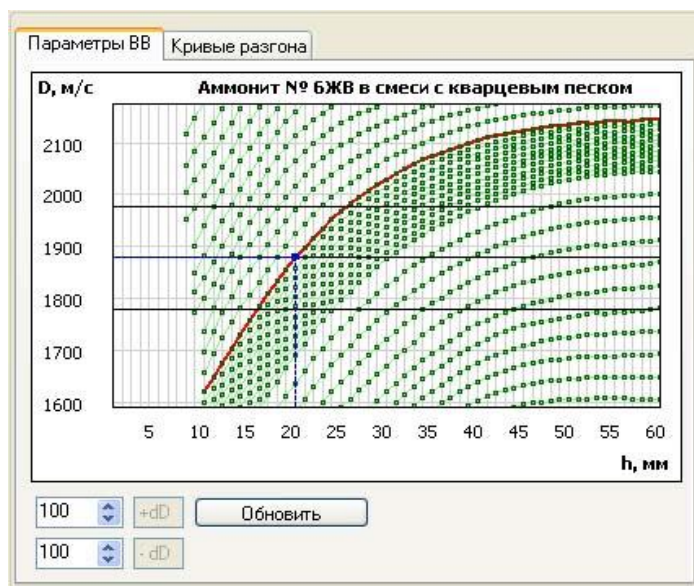 Параметры ВВ Кривые разгона
D, м/с Аммонит № 6ЖВ в смеси с кварцевым песком
2100
2000
1900
1800
1700
1600
5 10 15 20 25 30 35 40 45 50 55 60
h, мм
100 +dD Обновить
100 - dD